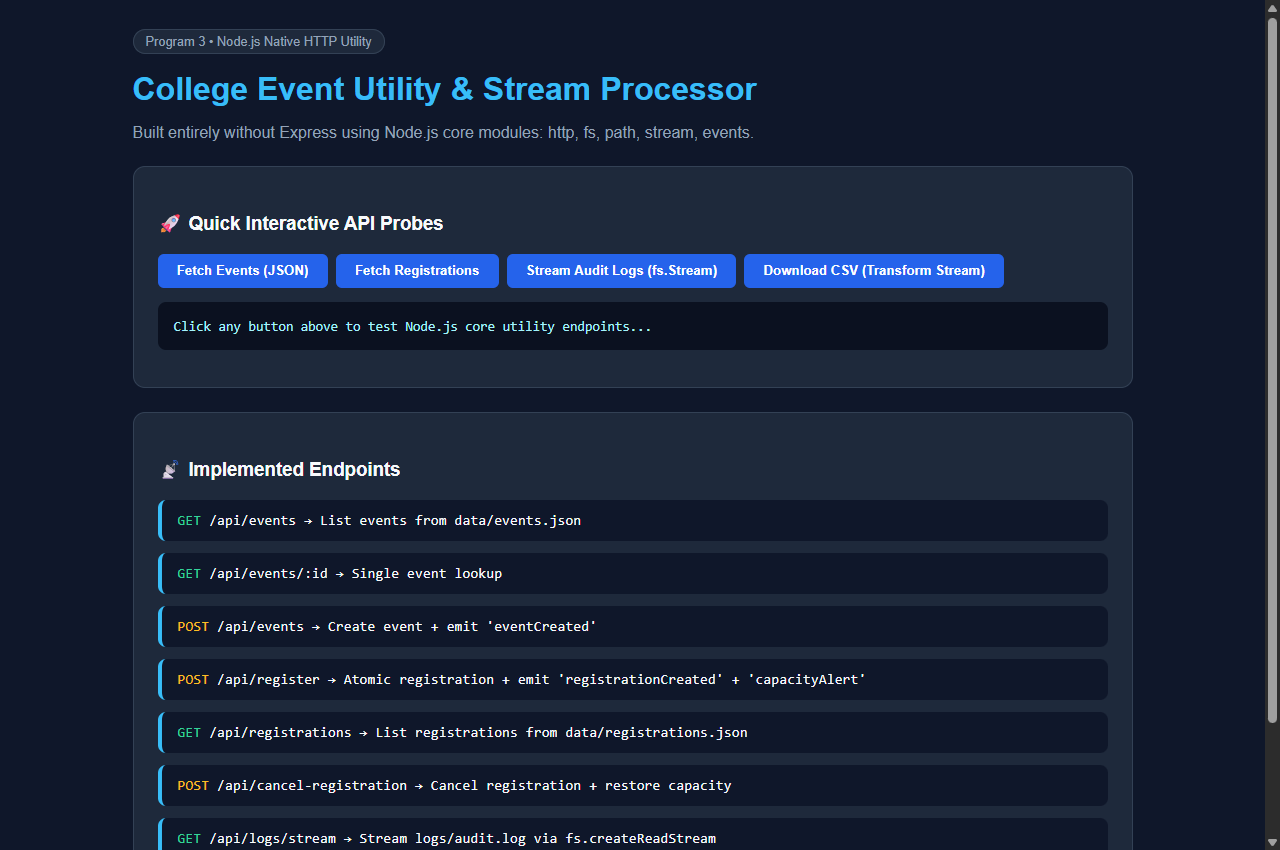 Program 3 • Node.js Native HTTP Utility
College Event Utility & Stream Processor
Built entirely without Express using Node.js core modules: http, fs, path, stream, events.
🚀 Quick Interactive API Probes
Fetch Events (JSON) Fetch Registrations Stream Audit Logs (fs.Stream) Download CSV (Transform Stream)
Click any button above to test Node.js core utility endpoints...
📡 Implemented Endpoints
GET /api/events → List events from data/events.json
GET /api/events/:id → Single event lookup
POST /api/events → Create event + emit 'eventCreated'
POST /api/register → Atomic registration + emit 'registrationCreated' + 'capacityAlert'
GET /api/registrations → List registrations from data/registrations.json
POST /api/cancel-registration → Cancel registration + restore capacity
GET /api/logs/stream → Stream logs/audit.log via fs.createReadStream